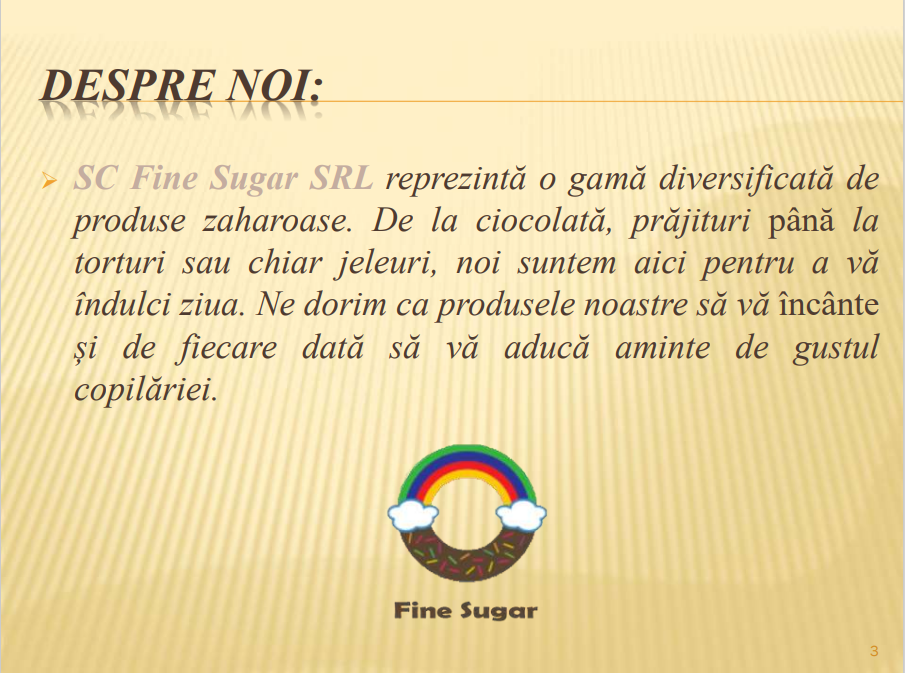 DESPRE NOI:
SC Fine Sugar SRL reprezintă o gamă diversificată de
produse zaharoase. De la ciocolată, prăjituri până la
torturi sau chiar jeleuri, noi suntem aici pentru a vă
îndulci ziua. Ne dorim ca produsele noastre să vă încânte
și de fiecare dată să vă aducă aminte de gustul
copilăriei.
Fine Sugar
3